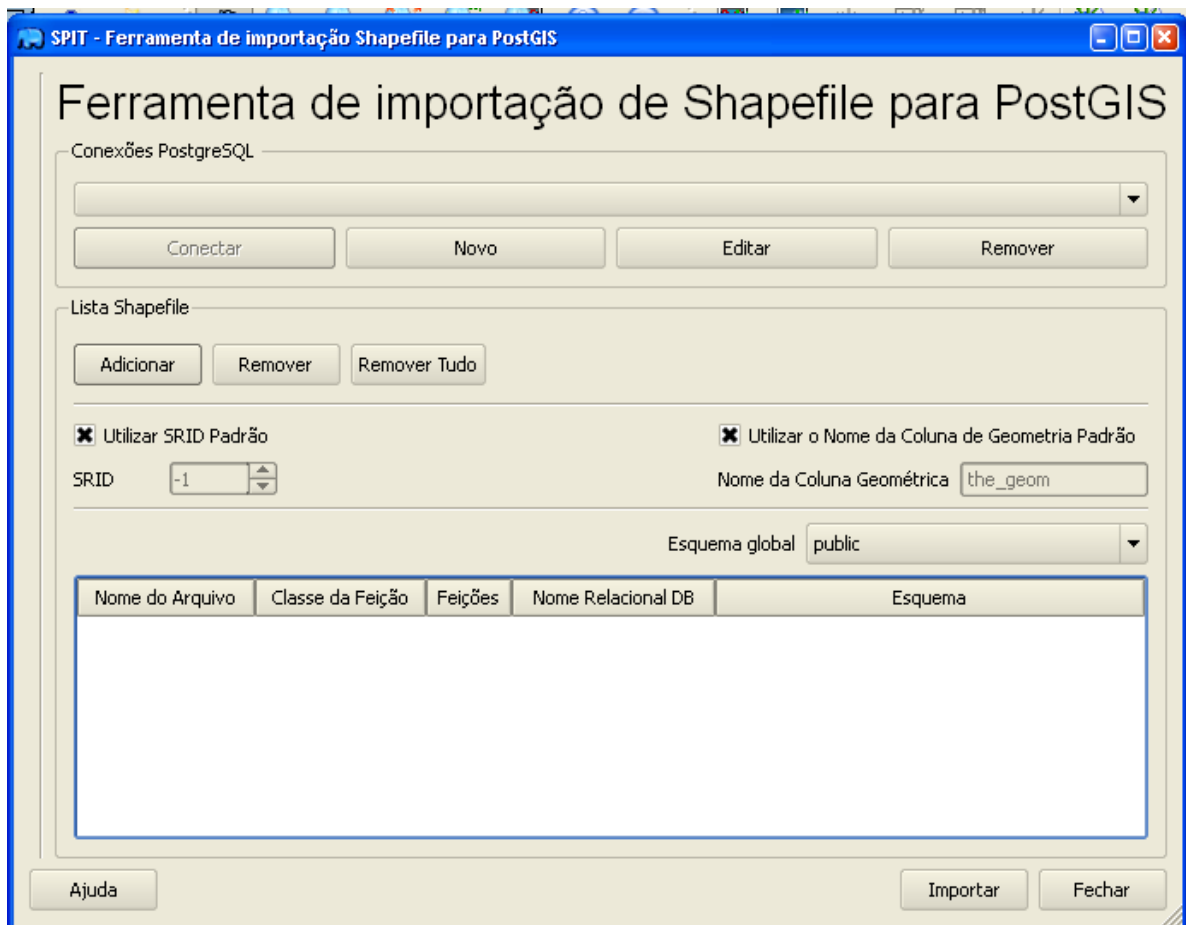 SPIT - Ferramenta de importação Shapefile para PostGIS
Ferramenta de importação de Shapefile para PostGIS
Conexões PostgreSQL
Conectar Novo Editar Remover
Lista Shapefile
Adicionar Remover Remover Tudo
Utilizar SRID Padrão Utilizar o Nome da Coluna de Geometria Padrão
SRID -1 Nome da Coluna Geométrica the_geom
Esquema global public
Nome do Arquivo Classe da Feição Feições Nome Relacional DB Esquema
Ajuda Importar Fechar